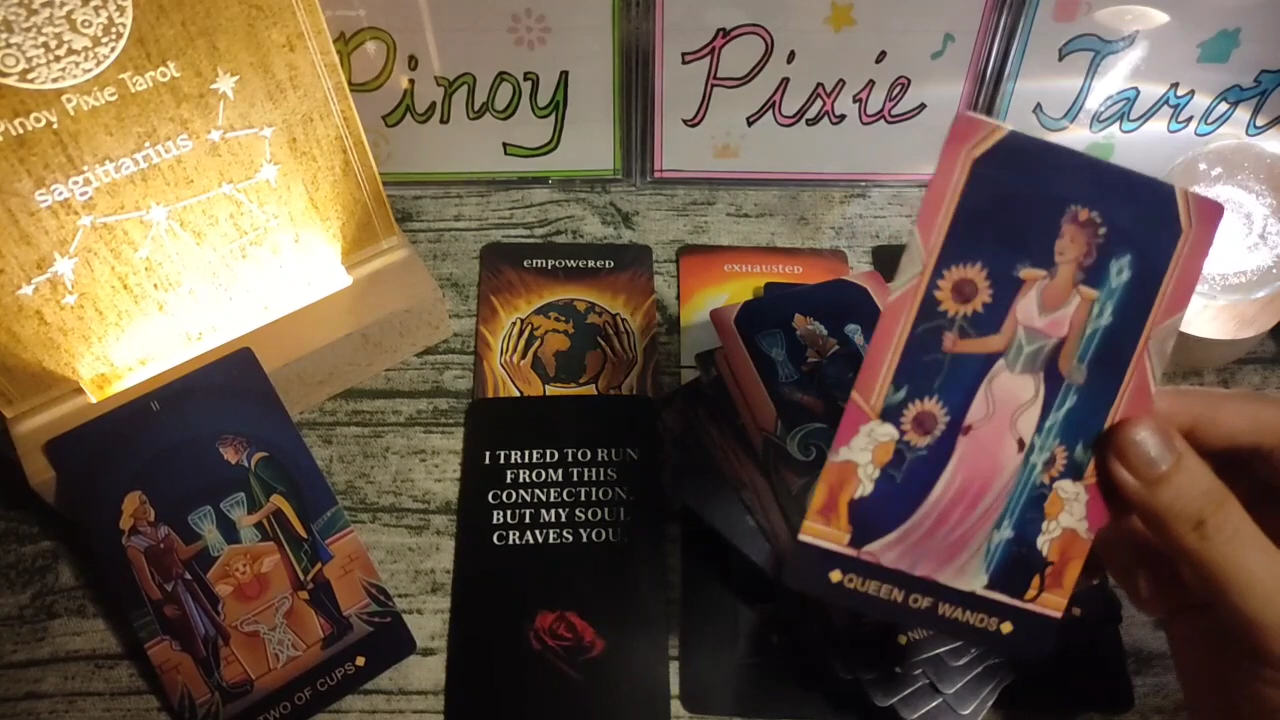 Pinoy Pixie Tarot
sagittarius
Pinoy
Pixie
Tarot
empowered
exhausted
II
I TRIED TO RUN
FROM THIS
CONNECTION.
BUT MY SOUL
CRAVES YOU.
TWO OF CUPS
QUEEN OF WANDS